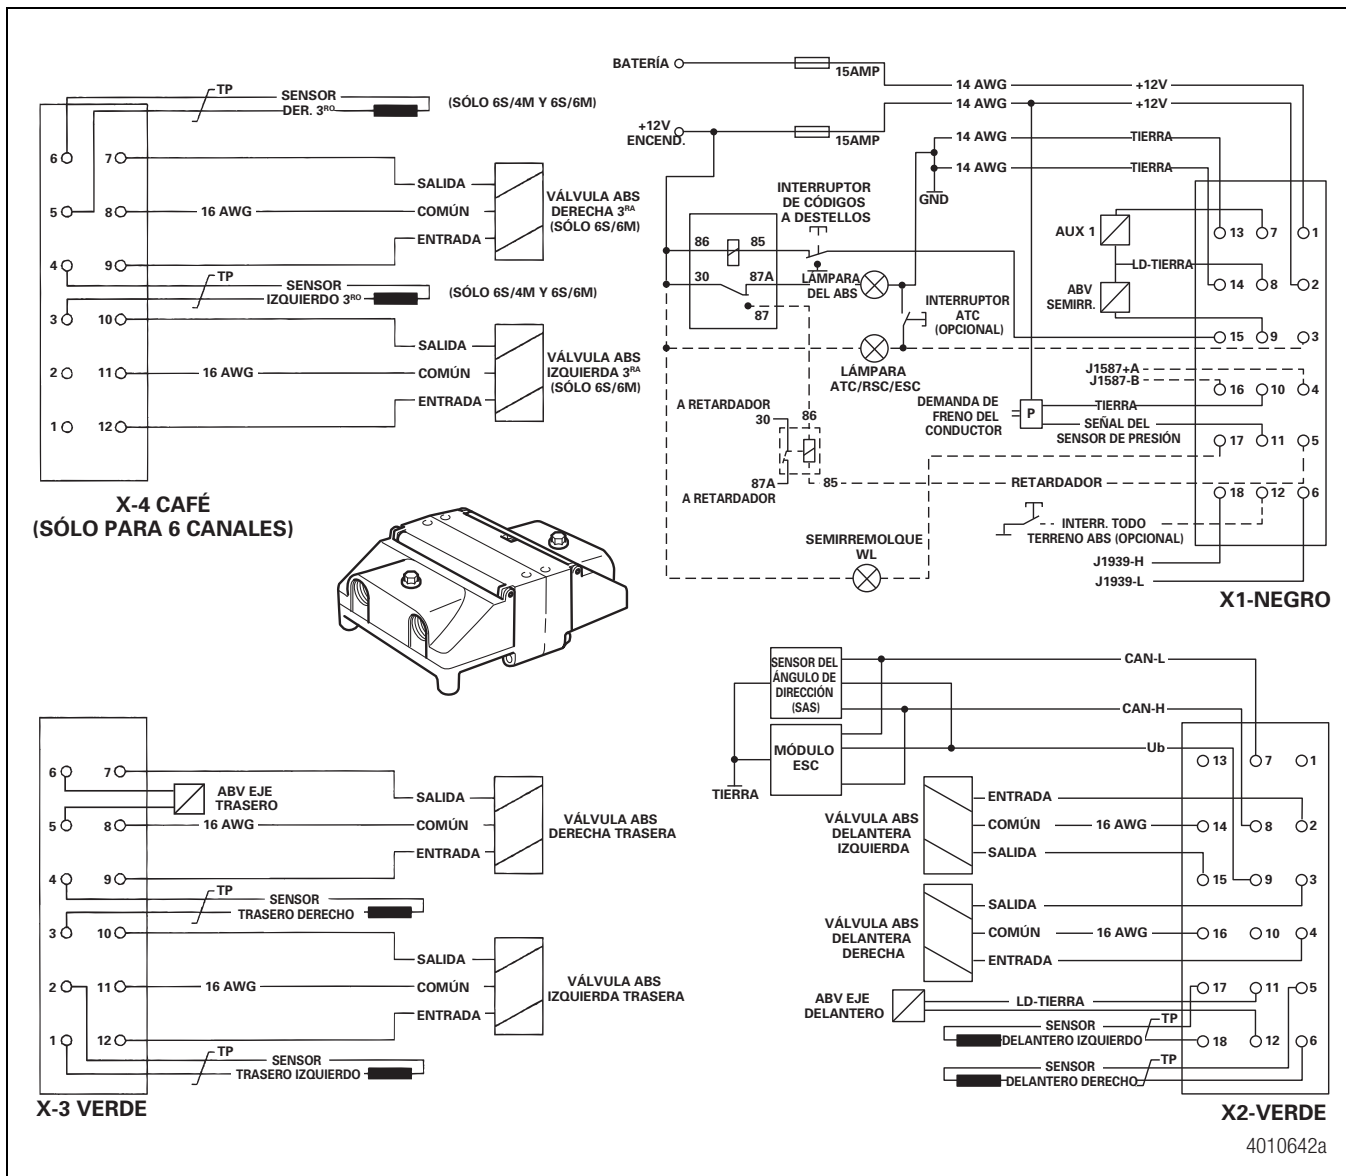 TP
SENSOR
DER. 3RO
(SÓLO 6S/4M Y 6S/6M)
6
7
SALIDA
5
8
16 AWG
COMÚN
VÁLVULA ABS
DERECHA 3RA
(SÓLO 6S/6M)
ENTRADA
4
9
TP
SENSOR
IZQUIERDO 3RO
(SÓLO 6S/4M Y 6S/6M)
3
10
SALIDA
2
11
16 AWG
COMÚN
VÁLVULA ABS
IZQUIERDA 3RA
(SÓLO 6S/6M)
ENTRADA
1
12
X-4 CAFÉ
(SÓLO PARA 6 CANALES)
BATERÍA
15AMP
14 AWG
+12V
+12V
ENCEND.
15AMP
14 AWG
+12V
14 AWG
TIERRA
14 AWG
TIERRA
GND
INTERRUPTOR
DE CÓDIGOS
A DESTELLOS
86
85
30
87A
87
LÁMPARA
DEL ABS
INTERRUPTOR
ATC
(OPCIONAL)
LÁMPARA
ATC/RSC/ESC
AUX 1
LD-TIERRA
ABV
SEMIRR.
13
7
1
14
8
2
15
9
3
J1587+A
J1587-B
16
10
4
DEMANDA DE
FRENO DEL
CONDUCTOR
P
TIERRA
SEÑAL DEL
SENSOR DE PRESIÓN
17
11
5
A RETARDADOR
30
86
87A
85
A RETARDADOR
RETARDADOR
18
12
6
INTERR. TODO
TERRENO ABS (OPCIONAL)
SEMIRREMOLQUE
WL
J1939-H
J1939-L
X1-NEGRO
6
7
ABV EJE
TRASERO
SALIDA
5
8
16 AWG
COMÚN
VÁLVULA ABS
DERECHA TRASERA
ENTRADA
4
9
TP
SENSOR
TRASERO DERECHO
3
10
SALIDA
2
11
16 AWG
COMÚN
VÁLVULA ABS
IZQUIERDA TRASERA
ENTRADA
1
12
TP
SENSOR
TRASERO IZQUIERDO
X-3 VERDE
SENSOR DEL
ÁNGULO DE
DIRECCIÓN
(SAS)
CAN-L
CAN-H
MÓDULO
ESC
Ub
TIERRA
13
7
1
VÁLVULA ABS
DELANTERA
IZQUIERDA
ENTRADA
COMÚN
16 AWG
14
8
2
SALIDA
15
9
3
VÁLVULA ABS
DELANTERA
DERECHA
SALIDA
COMÚN
16 AWG
16
10
4
ENTRADA
ABV EJE
DELANTERO
LD-TIERRA
17
11
5
SENSOR
DELANTERO IZQUIERDO
TP
18
12
6
SENSOR
DELANTERO DERECHO
TP
X2-VERDE
4010642a